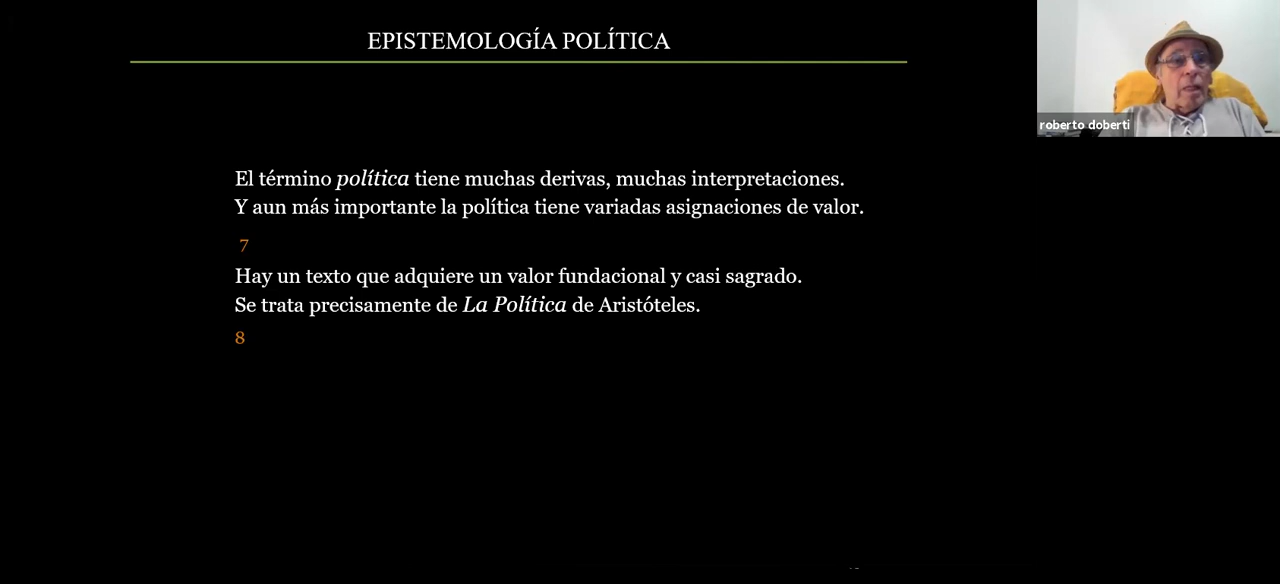 EPISTEMOLOGÍA POLÍTICA
roberto doberti
El término política tiene muchas derivas, muchas interpretaciones.
Y aun más importante la política tiene variadas asignaciones de valor.
7
Hay un texto que adquiere un valor fundacional y casi sagrado.
Se trata precisamente de La Política de Aristóteles.
8